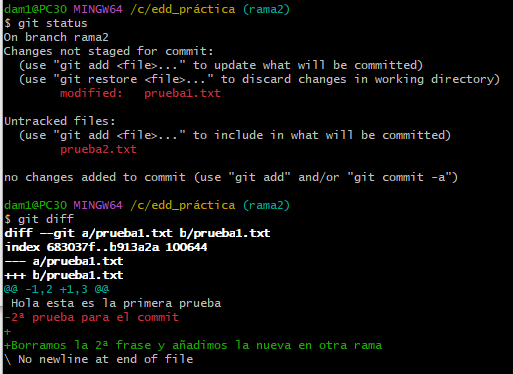 dam1@PC30 MINGW64 /c/edd_práctica (rama2)
$ git status
On branch rama2
Changes not staged for commit:
  (use "git add <file>..." to update what will be committed)
  (use "git restore <file>..." to discard changes in working directory)
        modified:   prueba1.txt

Untracked files:
  (use "git add <file>..." to include in what will be committed)
        prueba2.txt

no changes added to commit (use "git add" and/or "git commit -a")

dam1@PC30 MINGW64 /c/edd_práctica (rama2)
$ git diff
diff --git a/prueba1.txt b/prueba1.txt
index 683037f..b913a2a 100644
--- a/prueba1.txt
+++ b/prueba1.txt
@@ -1,2 +1,3 @@
 Hola esta es la primera prueba
-2ª prueba para el commit
+
+Borramos la 2ª frase y añadimos la nueva en otra rama
\ No newline at end of file